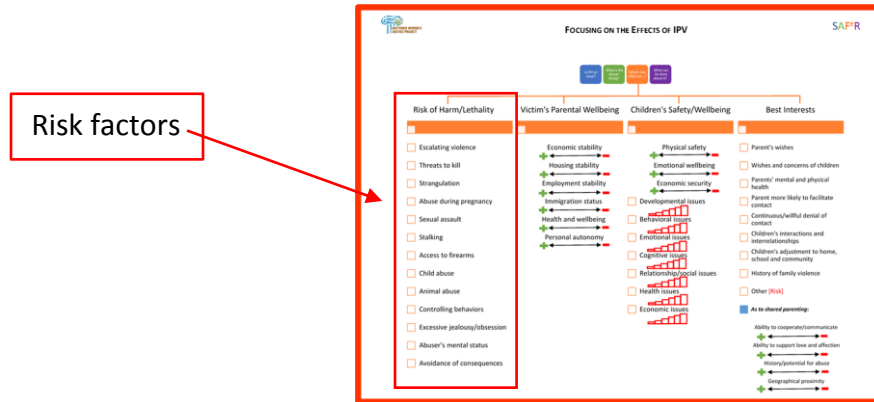 BATTERED WOMEN'S
JUSTICE PROJECT
FOCUSING ON THE EFFECTS OF IPV
SAFeR
Risk factors
Risk of Harm/Lethality
Escalating violence
Threats to kill
Strangulation
Abuse during pregnancy
Sexual assault
Stalking
Access to firearms
Child abuse
Animal abuse
Controlling behaviors
Excessive jealousy/obsession
Abuser's mental status
Avoidance of consequences
Victim's Parental Wellbeing
Economic stability
Housing stability
Employment stability
Immigration status
Health and wellbeing
Personal autonomy
Children's Safety/Wellbeing
Physical safety
Emotional wellbeing
Economic security
Developmental issues
Behavioral issues
Emotional issues
Cognitive issues
Relationship/social issues
Health issues
Economic issues
Best Interests
Parent's wishes
Wishes and concerns of children
Parents' mental and physical
health
Parent more likely to facilitate
contact
Continuous/willful denial of
contact
Children's interactions and
interrelationships
Children's adjustment to home,
school and community
History of family violence
Other [Risk]
As to shared parenting:
Ability to cooperate/communicate
Ability to support love and affection
History/potential for abuse
Geographical proximity